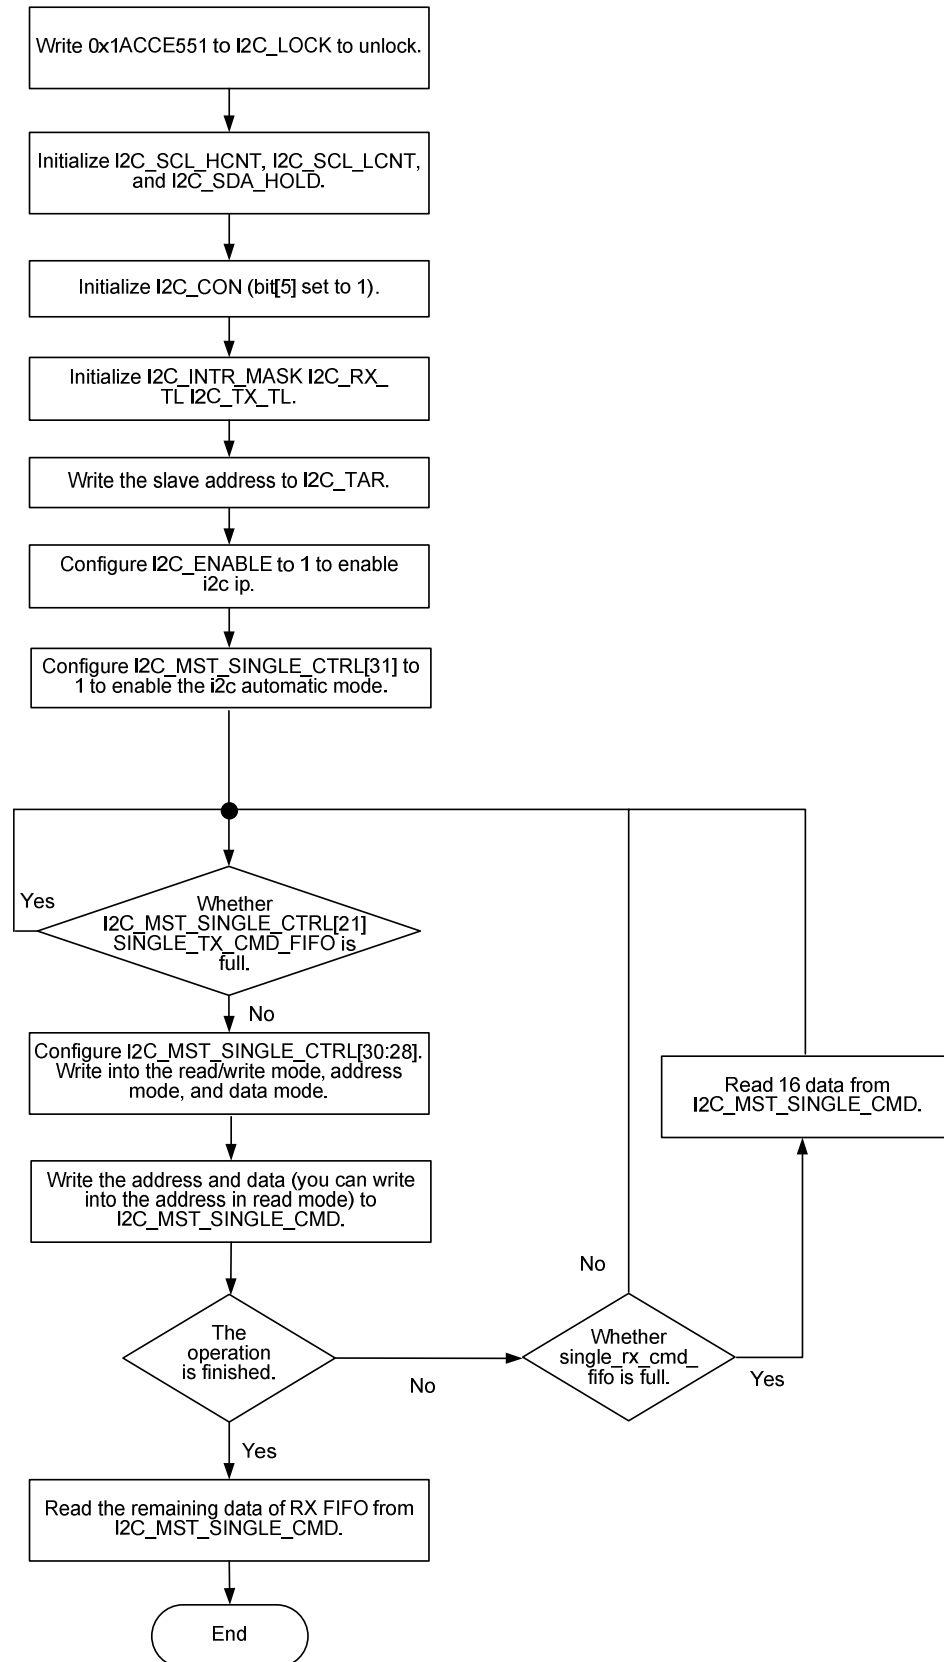 Write 0x1ACCE551 to I2C_LOCK to unlock.
Initialize I2C_SCL_HCNT, I2C_SCL_LCNT,
and I2C_SDA_HOLD.
Initialize I2C_CON (bit[5] set to 1).
Initialize I2C_INTR_MASK I2C_RX_
TL I2C_TX_TL.
Write the slave address to I2C_TAR.
Configure I2C_ENABLE to 1 to enable
i2c ip.
Configure I2C_MST_SINGLE_CTRL[31] to
1 to enable the i2c automatic mode.
Yes
Whether
I2C_MST_SINGLE_CTRL[21]
SINGLE_TX_CMD_FIFO is
full.
No
Configure I2C_MST_SINGLE_CTRL[30:28].
Write into the read/write mode, address
mode, and data mode.
Read 16 data from
I2C_MST_SINGLE_CMD.
Write the address and data (you can write
into the address in read mode) to
I2C_MST_SINGLE_CMD.
No
The
operation
is finished.
No
Whether
single_rx_cmd_
fifo is full.
Yes
Yes
Read the remaining data of RX FIFO from
I2C_MST_SINGLE_CMD.
End